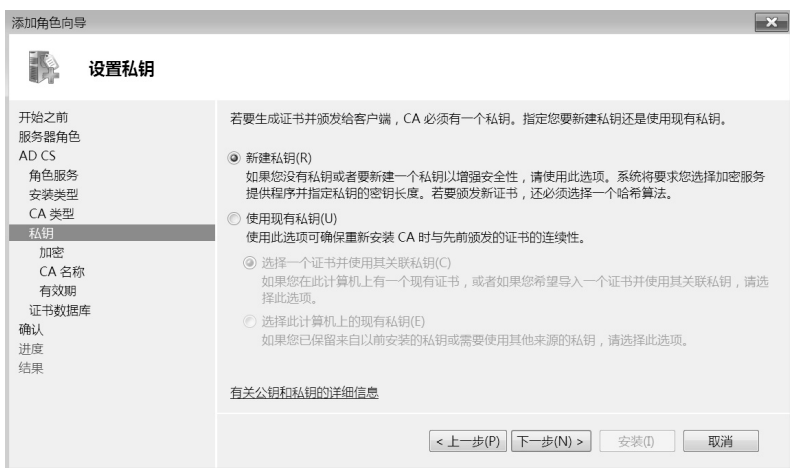 添加角色向导
设置私钥
开始之前
服务器角色
AD CS
角色服务
安装类型
CA 类型
私钥
加密
CA 名称
有效期
证书数据库
确认
进度
结果
若要生成证书并颁发给客户端，CA 必须有一个私钥。指定您要新建私钥还是使用现有私钥。
新建私钥(R)
如果您没有私钥或者要新建一个私钥以增强安全性，请使用此选项。系统将要求您选择加密服务
提供程序并指定私钥的密钥长度。若要颁发新证书，还必须选择一个哈希算法。
使用现有私钥(U)
使用此选项可确保重新安装 CA 时与先前颁发的证书的连续性。
选择一个证书并使用其关联私钥(C)
如果您在此计算机上有一个现有证书，或者如果您希望导入一个证书并使用其关联私钥，请选
择此选项。
选择此计算机上的现有私钥(E)
如果您已保留来自以前安装的私钥或需要使用其他来源的私钥，请选择此选项。
有关公钥和私钥的详细信息
< 上一步(P) 下一步(N) > 安装(I) 取消